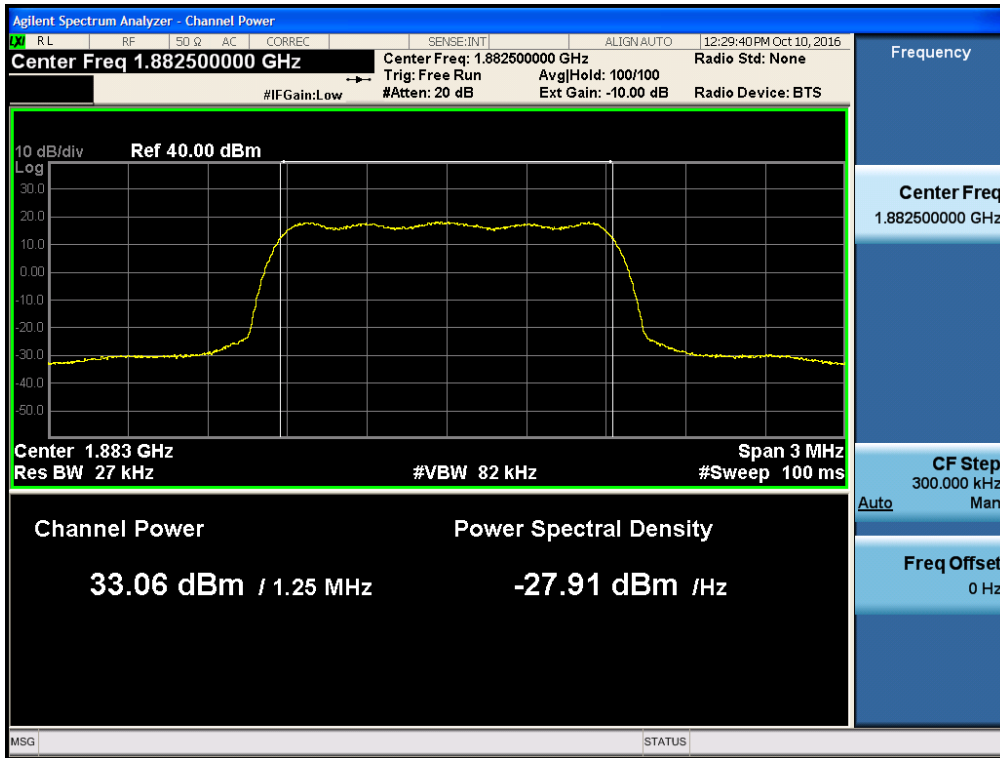 Agilent Spectrum Analyzer - Channel Power
LXI RL RF 50 Ω AC CORREC SENSE:INT ALIGN AUTO 12:29:40 PM Oct 10, 2016
Center Freq 1.882500000 GHz
Center Freq: 1.882500000 GHz
Radio Std: None
Trig: Free Run
Avg|Hold: 100/100
#IFGain:Low
#Atten: 20 dB
Ext Gain: -10.00 dB
Radio Device: BTS
10 dB/div
Ref 40.00 dBm
Log
30.0
20.0
10.0
0.00
-10.0
-20.0
-30.0
-40.0
-50.0
Center 1.883 GHz
Span 3 MHz
Res BW 27 kHz
#VBW 82 kHz
#Sweep 100 ms
Channel Power
Power Spectral Density
33.06 dBm / 1.25 MHz
-27.91 dBm /Hz
Frequency
Center Freq
1.882500000 GHz
CF Step
300.000 kHz
Auto Man
Freq Offset
0 Hz
MSG
STATUS